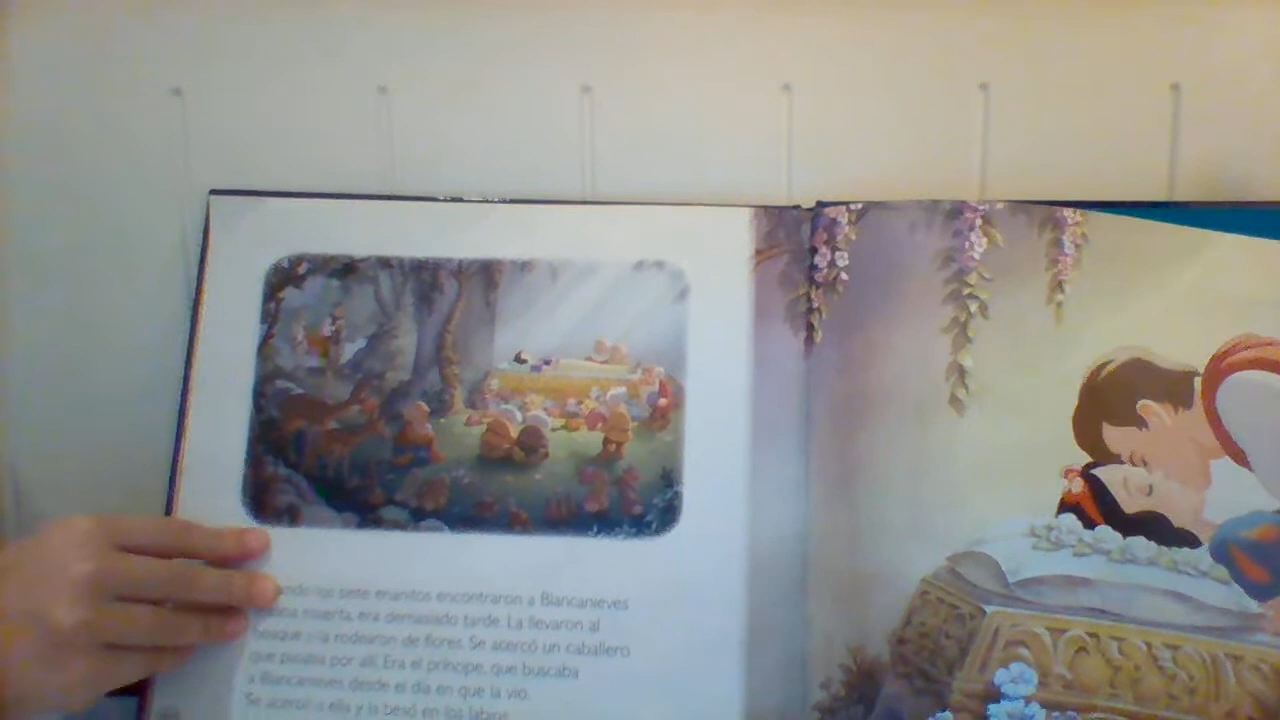 siete enanitos encontraron a Blancanieves
muerta, era demasiado tarde. La llevaron al
bosque y la rodearon de flores. Se acercó un caballero
que pasaba por allí. Era el príncipe, que buscaba
a Blancanieves desde el día en que la vio.
Se acercó a ella y la besó en los labios.